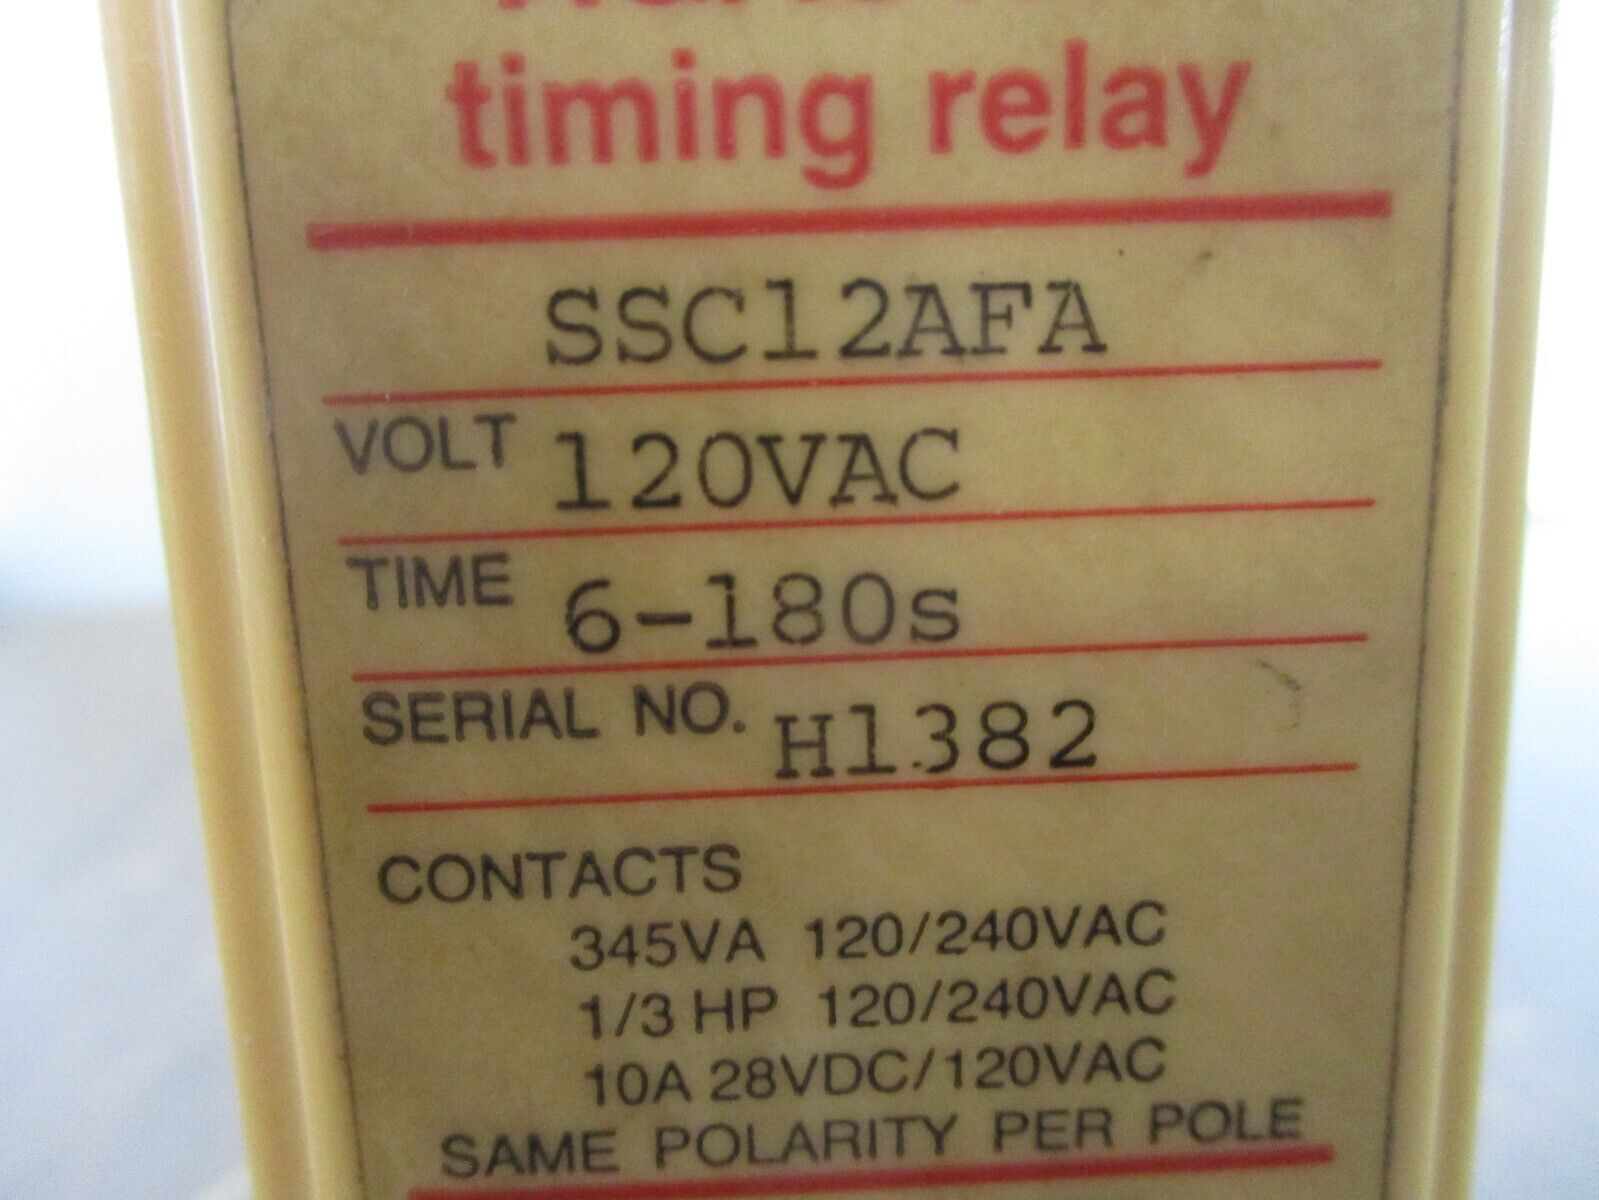 timing relay
SSC12AFA
VOLT 120VAC
TIME 6-180s
SERIAL NO. H1382
CONTACTS
345VA 120/240VAC
1/3 HP 120/240VAC
10A 28VDC/120VAC
SAME POLARITY PER POLE